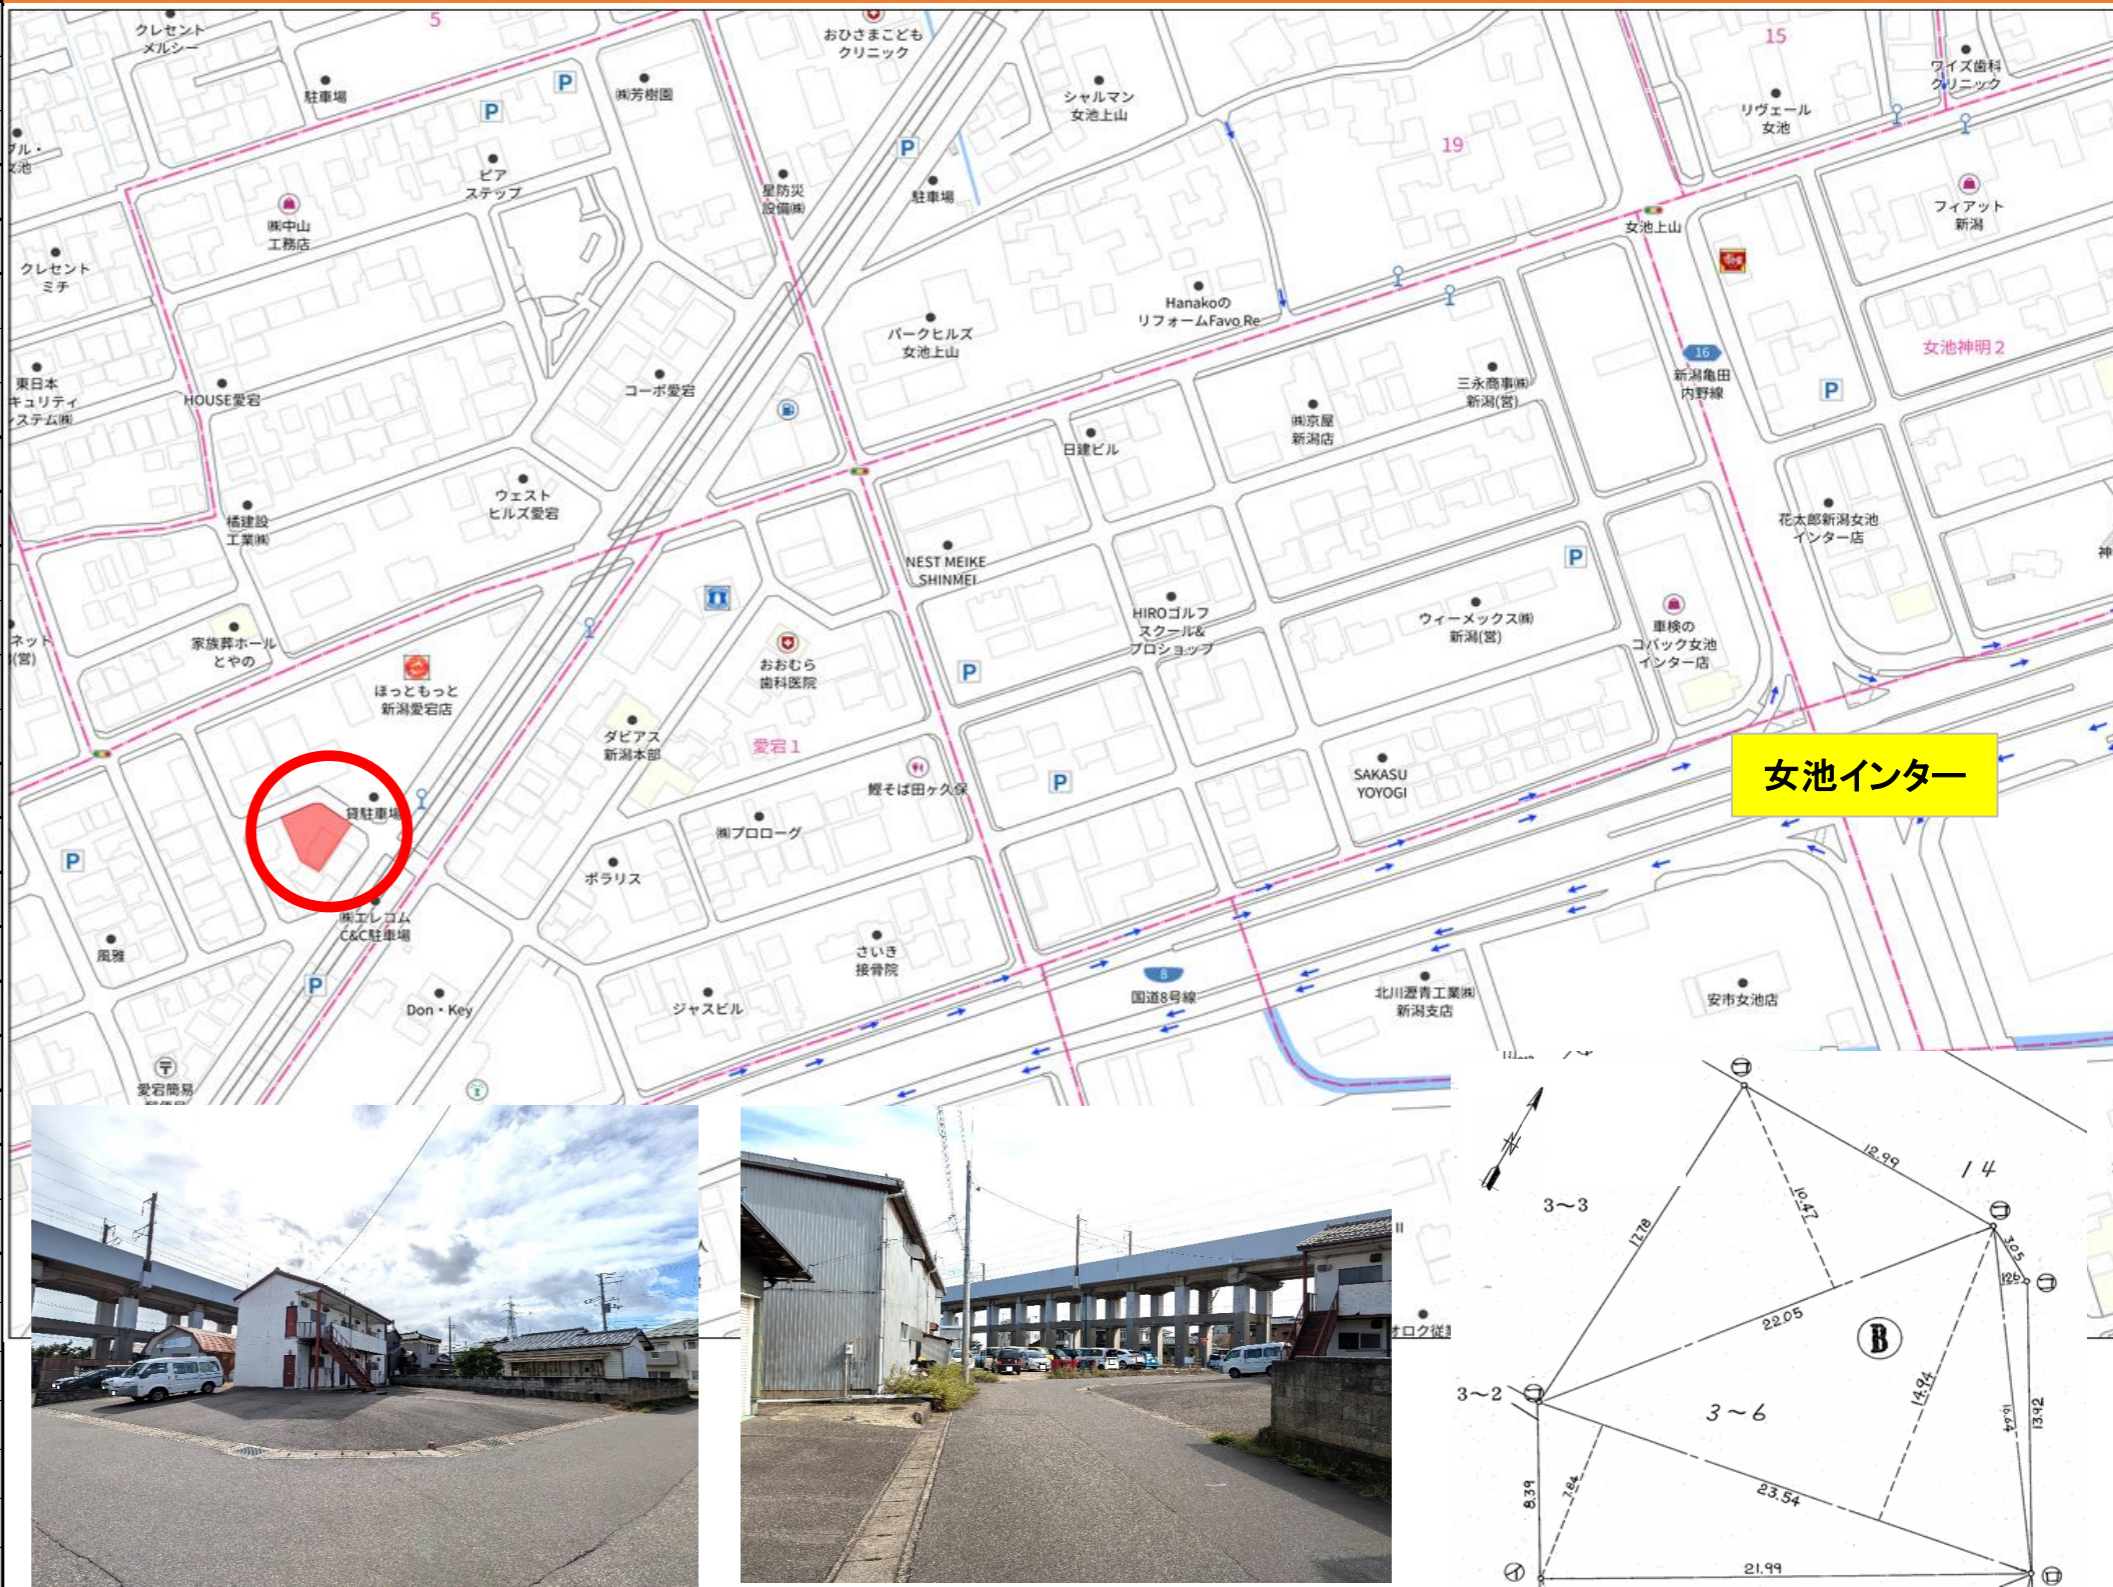 クレセント
メルシー
5
おひさまこども
クリニック
15
ワイズ歯科
クリニック
駐車場
P
P
㈱芳樹園
シャルマン
女池上山
リヴェール
女池
P
19
ピア
ステップ
星防災
設備㈱
駐車場
㈱中山
工務店
フィアット
新潟
女池上山
クレセント
ミチ
Hanakoの
リフォームFavo Re
パークヒルズ
女池上山
女池神明2
16
新潟亀田
内野線
東日本
キュリティ
システム㈱
HOUSE愛宕
コーポ愛宕
三永商事㈱
新潟(営)
P
㈱京屋
新潟店
日建ビル
ウェスト
ヒルズ愛宕
橘建設
工業㈱
花太郎新潟女池
インター店
神
NEST MEIKE
SHINMEI
P
HIROゴルフ
スクール&
プロショップ
ウィーメックス㈱
新潟(営)
車検の
コバック女池
インター店
ネット
(営)
家族葬ホール
とやの
おおむら
歯科医院
P
ほっともっと
新潟愛宕店
ダビアス
新潟本部
愛宕1
女池インター
鰹そば田ヶ久保
P
SAKASU
YOYOGI
貸駐車場
㈱プロローグ
P
ポラリス
㈱エレコム
C&C駐車場
風雅
さいき
接骨院
P
Don・Key
ジャスビル
8
国道8号線
北川瀝青工業㈱
新潟支店
安市女池店
愛宕簡易
12.99
14
3~3
10.47
17.78
3.05
1.26
22.05
B
オロク従業
3~2
3~6
14.94
13.92
8.39
7.84
23.54
イ
21.99
ロ